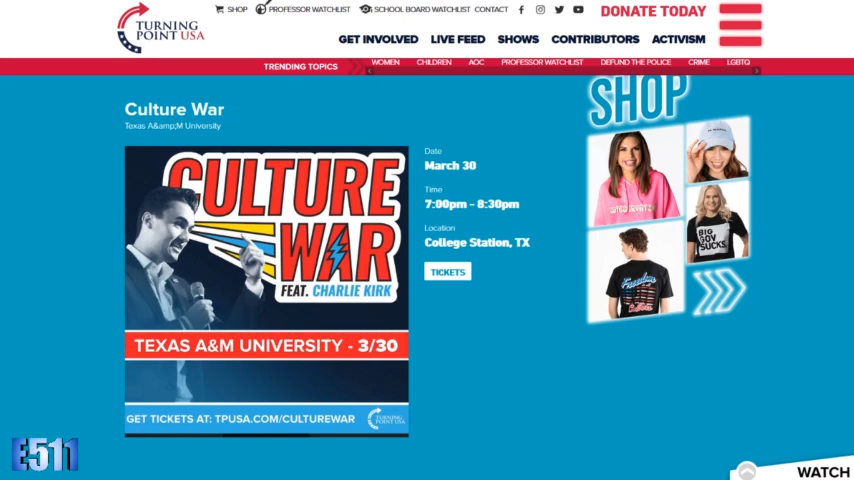 TURNING
POINT USA
SHOP
PROFESSOR WATCHLIST
SCHOOL BOARD WATCHLIST
CONTACT
DONATE TODAY
GET INVOLVED
LIVE FEED
SHOWS
CONTRIBUTORS
ACTIVISM
TRENDING TOPICS
WOMEN
CHILDREN
AOC
PROFESSOR WATCHLIST
DEFUND THE POLICE
CRIME
LGBTQ
Culture War
Texas A&amp;M University
CULTURE
WAR
FEAT. CHARLIE KIRK
TEXAS A&M UNIVERSITY - 3/30
GET TICKETS AT: TPUSA.COM/CULTUREWAR
TURNING
POINT USA
Date
March 30
Time
7:00pm - 8:30pm
Location
College Station, TX
TICKETS
SHOP
BIG
GOV
SUCKS
Freedom
E511
WATCH